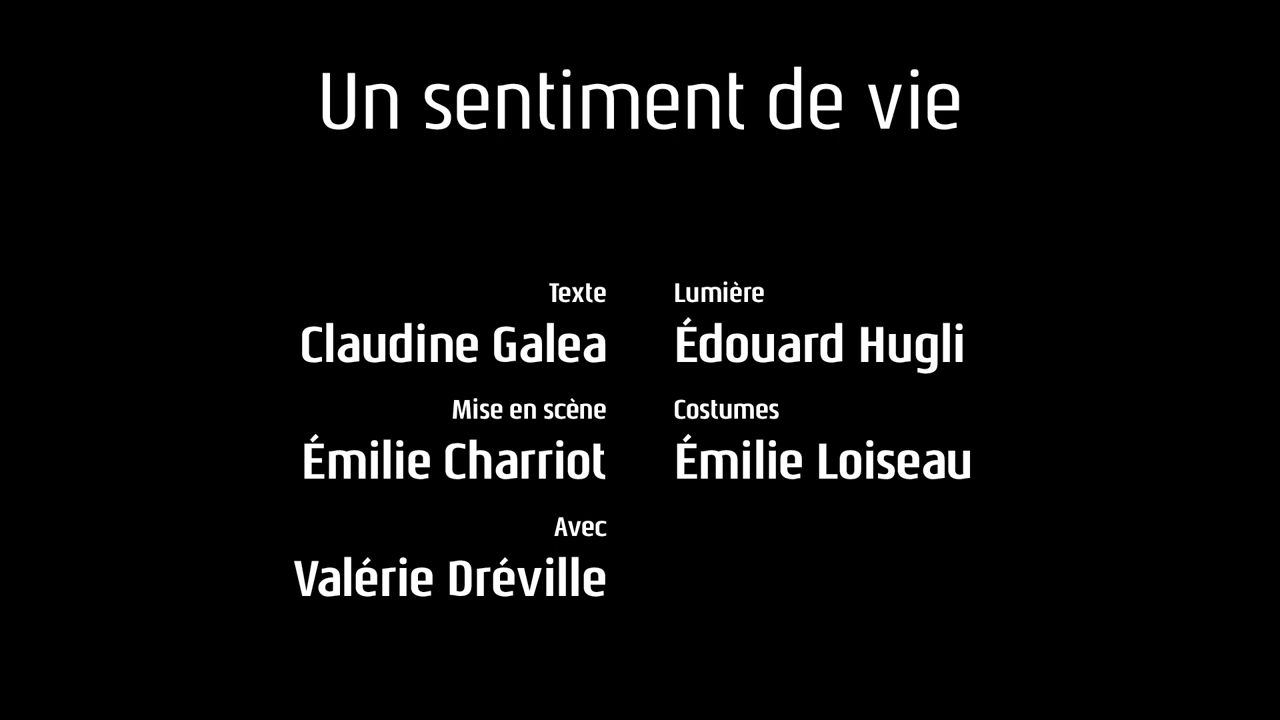 Un sentiment de vie
Texte
Claudine Galea
Mise en scène
Émilie Charriot
Avec
Valérie Dréville
Lumière
Édouard Hugli
Costumes
Émilie Loiseau